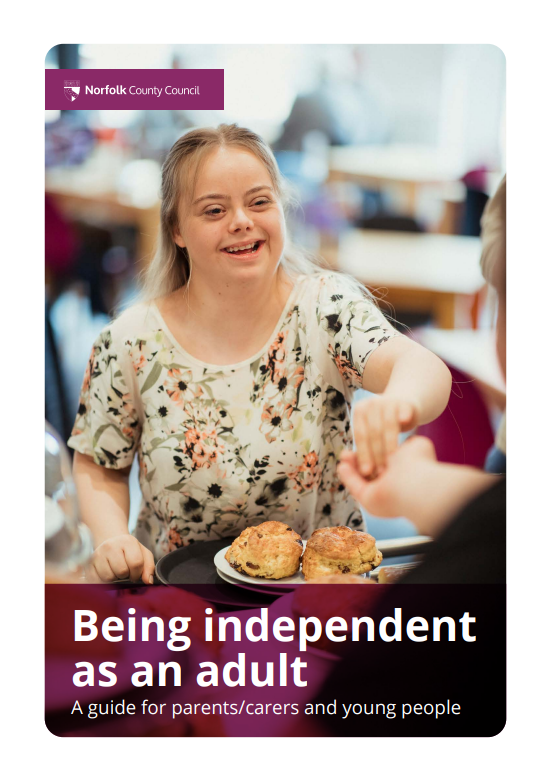 Norfolk County Council
Being independent
as an adult
A guide for parents/carers and young people